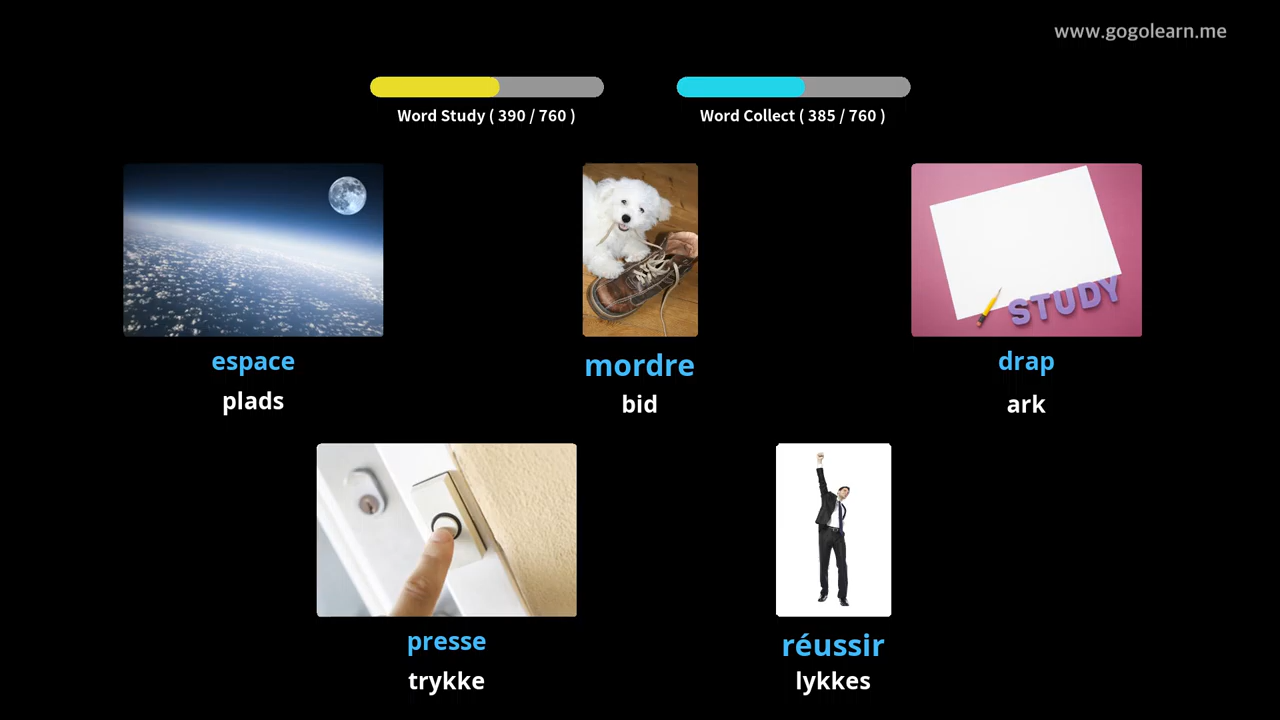 www.gogolearn.me
Word Study ( 390 / 760 )
Word Collect ( 385 / 760 )
STUDY
espace
mordre
drap
plads
bid
ark
presse
réussir
trykke
lykkes